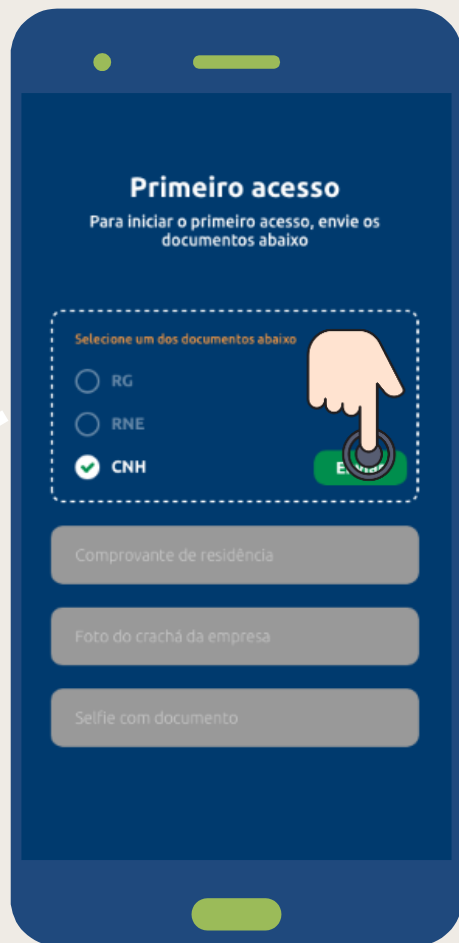 Primeiro acesso
Para iniciar o primeiro acesso, envie os
documentos abaixo
Selecione um dos documentos abaixo
RG
RNE
CNH
Comprovante de residência
Foto do crachá da empresa
Selfie com documento